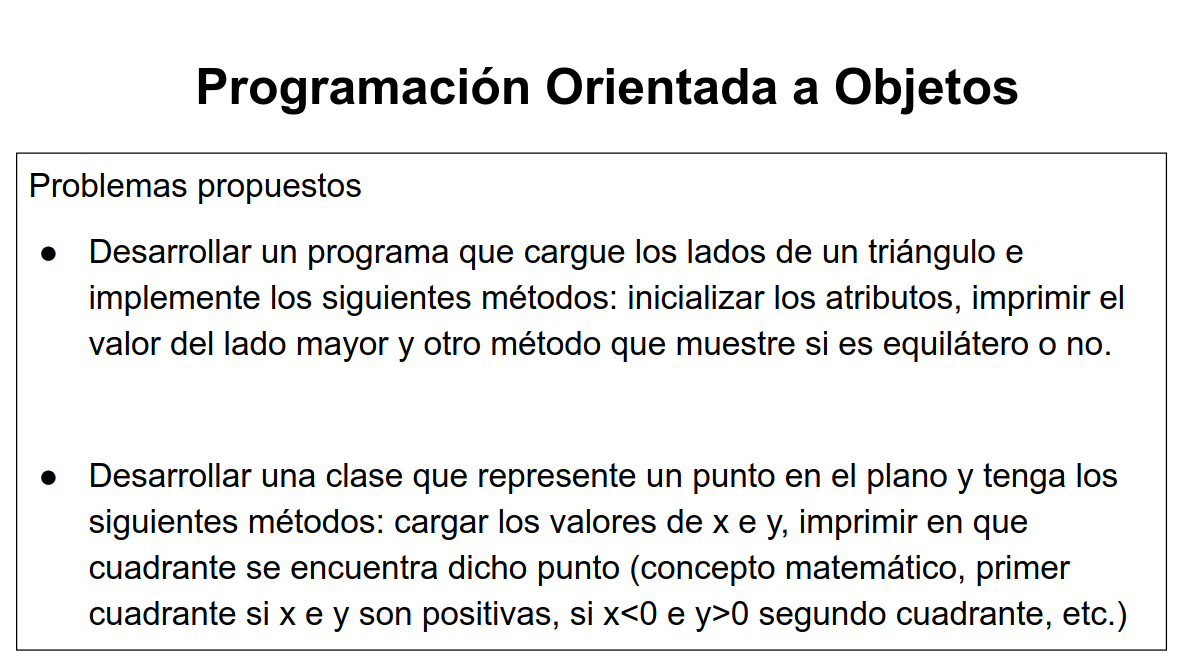 Programación Orientada a Objetos
Problemas propuestos
● Desarrollar un programa que cargue los lados de un triángulo e
implemente los siguientes métodos: inicializar los atributos, imprimir el
valor del lado mayor y otro método que muestre si es equilátero o no.
● Desarrollar una clase que represente un punto en el plano y tenga los
siguientes métodos: cargar los valores de x e y, imprimir en que
cuadrante se encuentra dicho punto (concepto matemático, primer
cuadrante si x e y son positivas, si x<0 e y>0 segundo cuadrante, etc.)